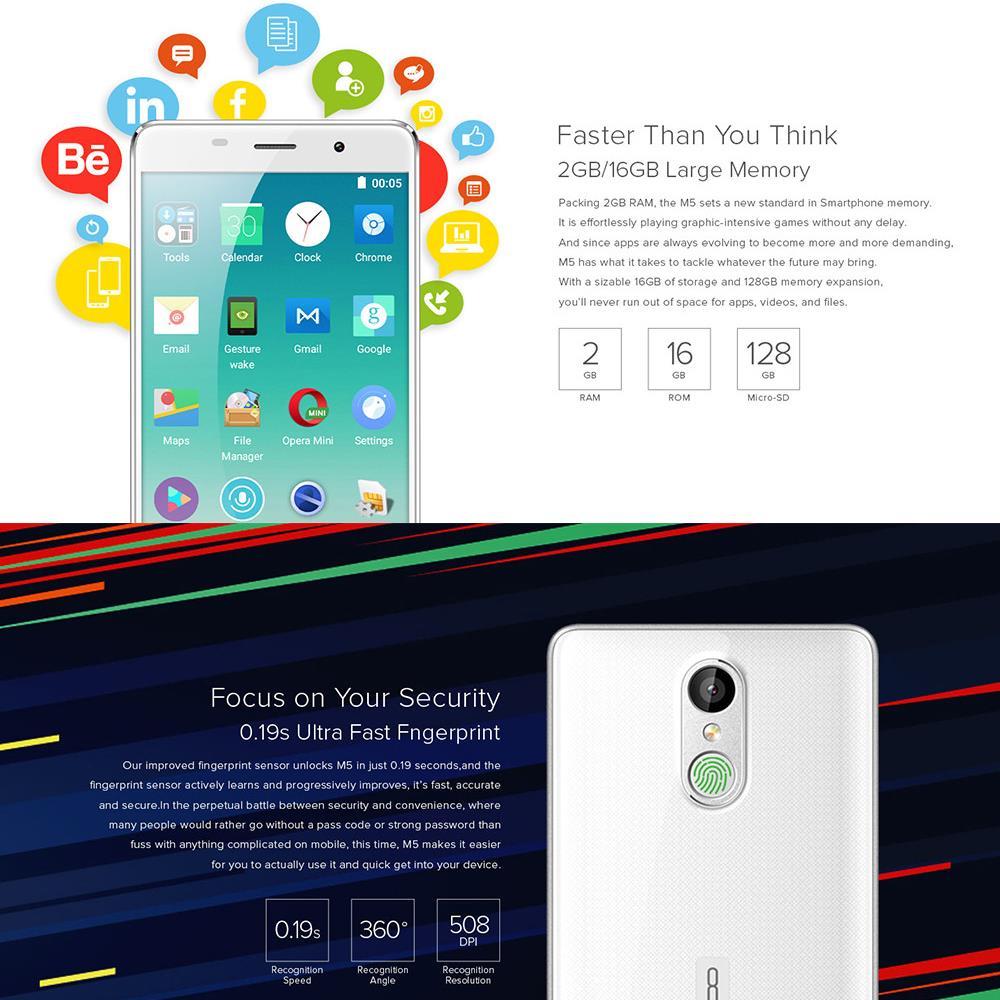 in
f
Bē
00:05
30
Tools
Calendar
Clock
Chrome
Email
Gesture
wake
Gmail
g
Google
MINI
Maps
File
Manager
Opera Mini
Settings
Faster Than You Think
2GB/16GB Large Memory
Packing 2GB RAM, the M5 sets a new standard in Smartphone memory.
It is effortlessly playing graphic-intensive games without any delay.
And since apps are always evolving to become more and more demanding,
M5 has what it takes to tackle whatever the future may bring.
With a sizable 16GB of storage and 128GB memory expansion,
you'll never run out of space for apps, videos, and files.
2
GB
RAM
16
GB
ROM
128
GB
Micro-SD
Focus on Your Security
0.19s Ultra Fast Fngerprint
Our improved fingerprint sensor unlocks M5 in just 0.19 seconds,and the
fingerprint sensor actively learns and progressively improves, it's fast, accurate
and secure.In the perpetual battle between security and convenience, where
many people would rather go without a pass code or strong password than
fuss with anything complicated on mobile, this time, M5 makes it easier
for you to actually use it and quick get into your device.
0.19s
Recognition
Speed
360°
Recognition
Angle
508
DPI
Recognition
Resolution